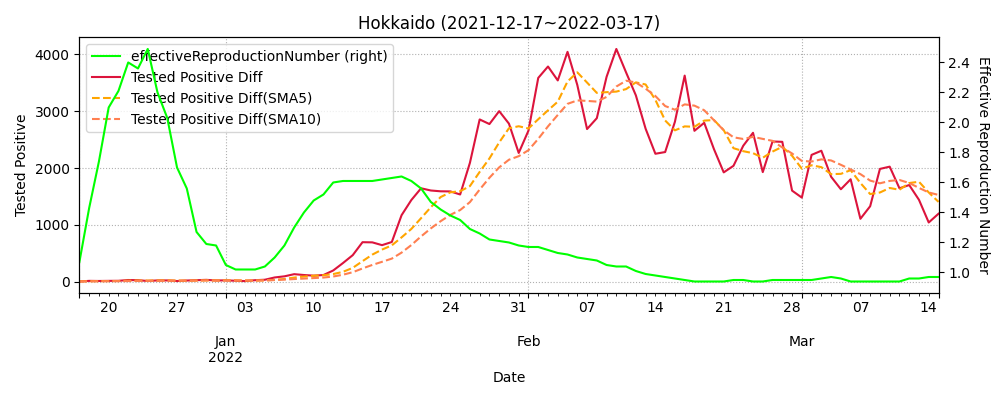 Hokkaido (2021-12-17~2022-03-17)
effectiveReproductionNumber (right)
Tested Positive Diff
Tested Positive Diff(SMA5)
Tested Positive Diff(SMA10)
4000
3000
2000
1000
0
Tested Positive
2.4
2.2
2.0
1.8
1.6
1.4
1.2
1.0
Effective Reproduction Number
20 27 03 10 17 24 31 07 14 21 28 07 14
Jan Feb Mar
2022
Date